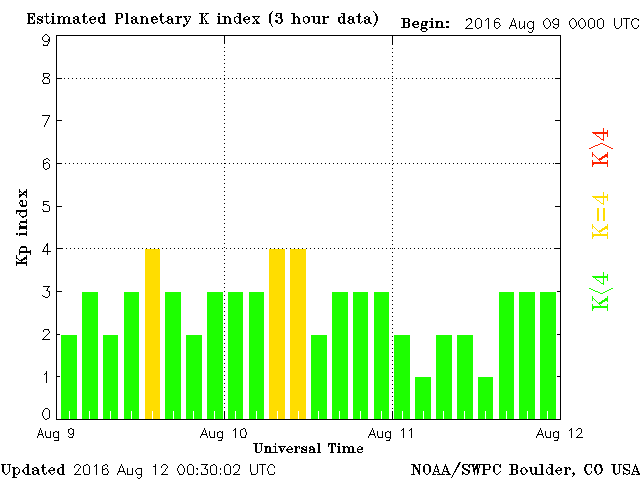 Estimated Planetary K index (3 hour data)
Begin: 2016 Aug 09 0000 UTC
9
8
7
6
5
4
3
2
1
0
Kp index
Aug 9
Aug 10
Aug 11
Aug 12
Universal Time
K<4
K=4
K>4
Updated 2016 Aug 12 00:30:02 UTC
NOAA/SWPC Boulder, CO USA